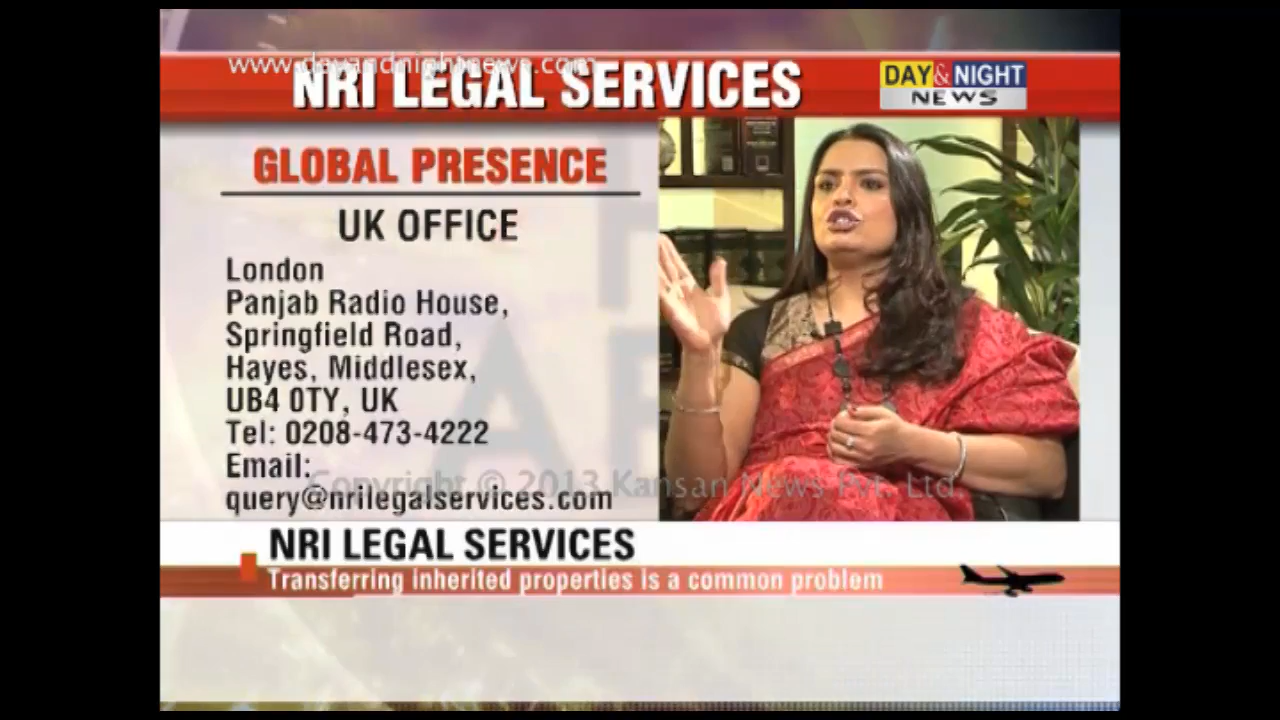 www.dayandnightnews.com
NRI LEGAL SERVICES
DAY & NIGHT
NEWS
GLOBAL PRESENCE
UK OFFICE
London
Panjab Radio House,
Springfield Road,
Hayes, Middlesex,
UB4 0TY, UK
Tel: 0208-473-4222
Email:
query@nrilegalservices.com
Copyright © 2013 Kansan News Pvt. Ltd.
NRI LEGAL SERVICES
Transferring inherited properties is a common problem